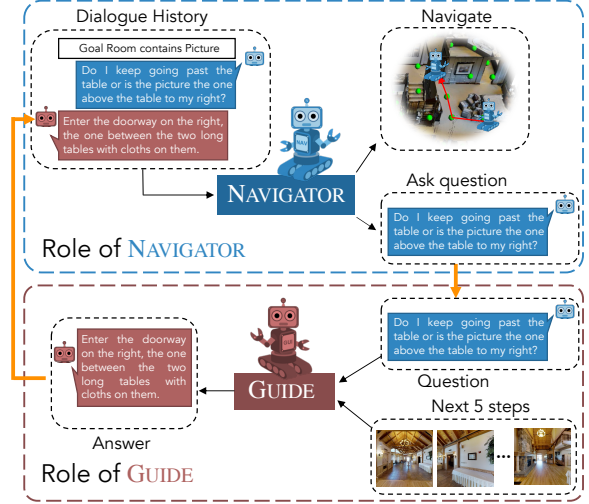 Dialogue History
Goal Room contains Picture
Do I keep going past the
table or is the picture the one
above the table to my right?
Enter the doorway on the right,
the one between the two long
tables with cloths on them.
NAV
NAVIGATOR
Navigate
Ask question
Do I keep going past the
table or is the picture the one
above the table to my right?
Role of NAVIGATOR
Enter the doorway
on the right, the one
between the two
long tables with
cloths on them.
Answer
GUI
GUIDE
Do I keep going past the
table or is the picture the one
above the table to my right?
Question
Next 5 steps
Role of GUIDE